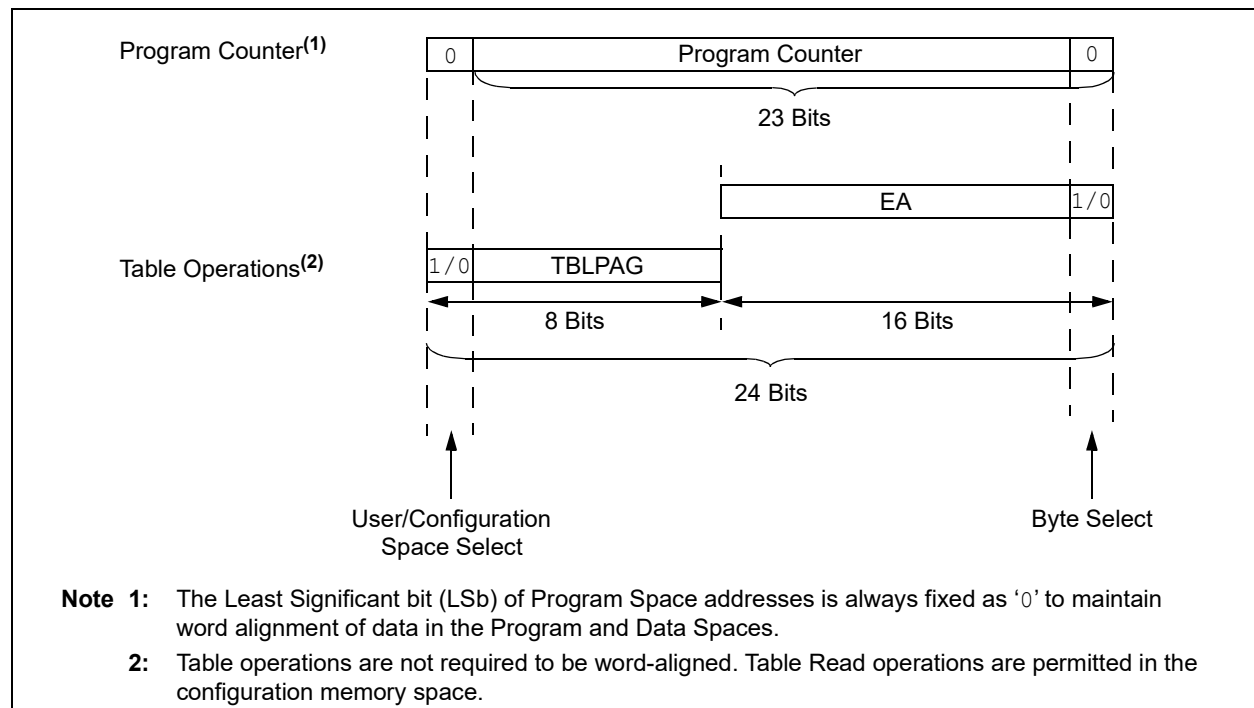 Program Counter(1)
0
Program Counter
0
23 Bits
EA
1/0
Table Operations(2)
1/0
TBLPAG
8 Bits
16 Bits
24 Bits
User/Configuration
Space Select
Byte Select
Note 1: The Least Significant bit (LSb) of Program Space addresses is always fixed as ‘0’ to maintain
word alignment of data in the Program and Data Spaces.
2: Table operations are not required to be word-aligned. Table Read operations are permitted in the
configuration memory space.